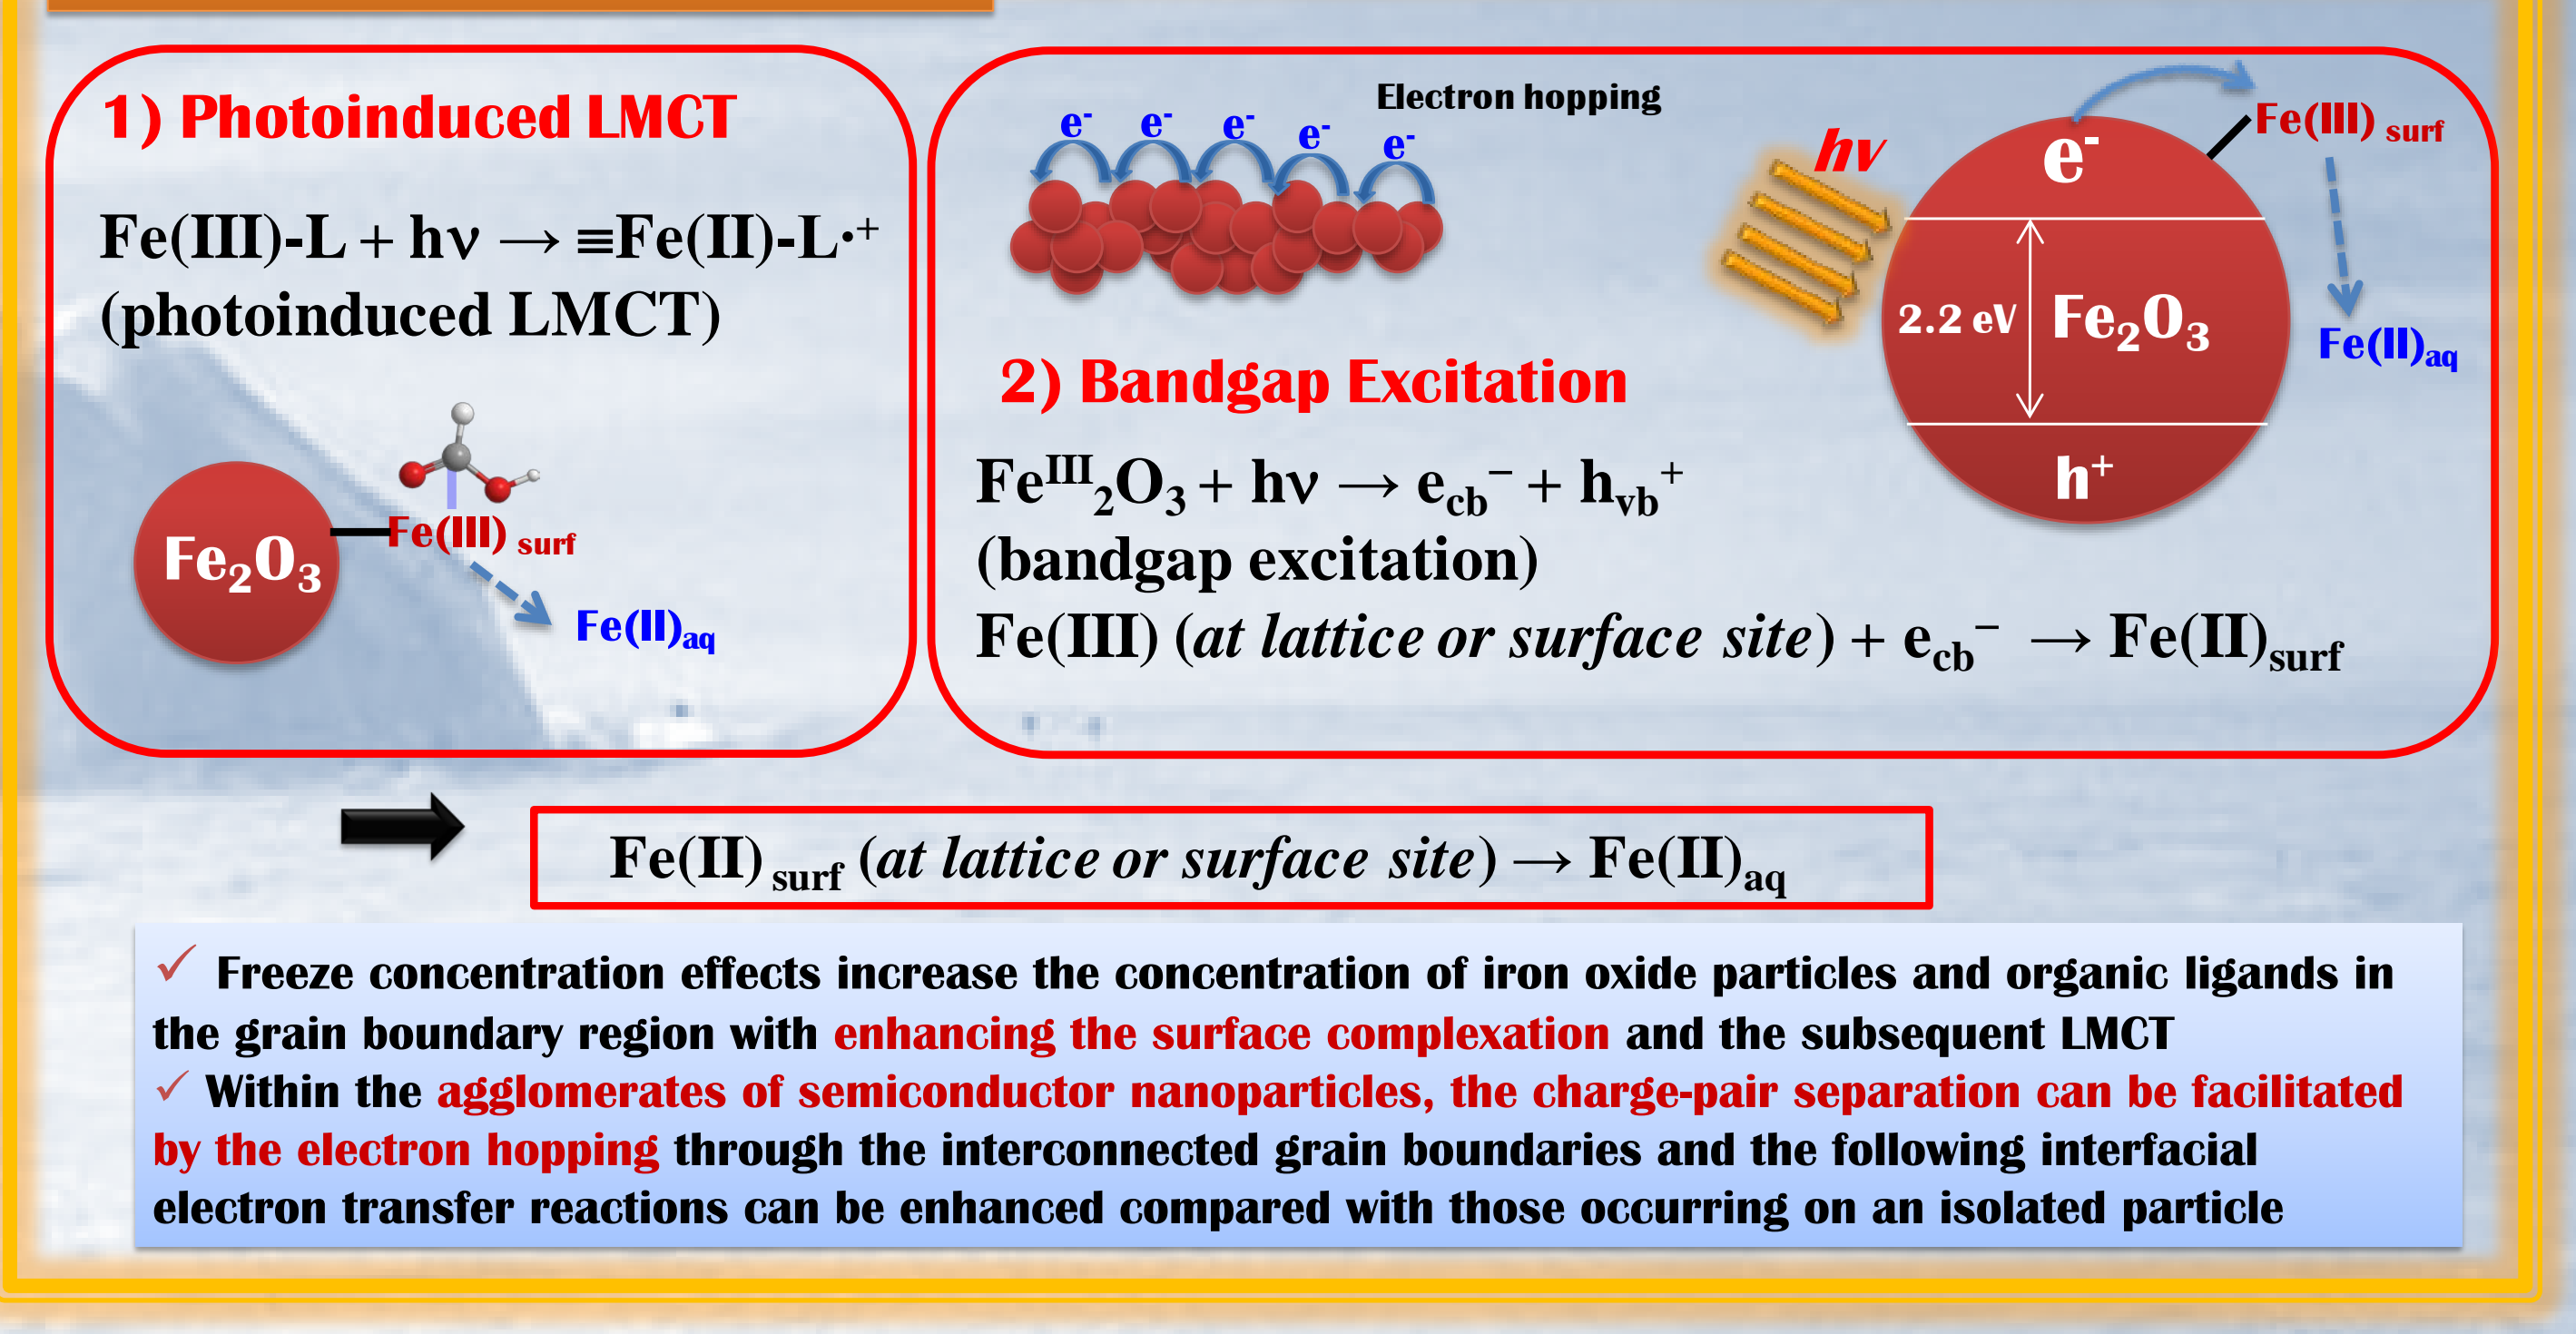 1) Photoinduced LMCT
Fe(III)-L + hν → ≡Fe(II)-L·⁺
(photoinduced LMCT)
Fe₂O₃
Fe(III) surf
Fe(II)aq
Electron hopping
e⁻ e⁻ e⁻ e⁻ e⁻
hν
e⁻
Fe(III) surf
2.2 eV
Fe₂O₃
Fe(II)aq
h⁺
2) Bandgap Excitation
Feᴵᴵᴵ₂O₃ + hν → ecb⁻ + hvb⁺
(bandgap excitation)
Fe(III) (at lattice or surface site) + ecb⁻ → Fe(II)surf
Fe(II) surf (at lattice or surface site) → Fe(II)aq
✓ Freeze concentration effects increase the concentration of iron oxide particles and organic ligands in
the grain boundary region with enhancing the surface complexation and the subsequent LMCT
✓ Within the agglomerates of semiconductor nanoparticles, the charge-pair separation can be facilitated
by the electron hopping through the interconnected grain boundaries and the following interfacial
electron transfer reactions can be enhanced compared with those occurring on an isolated particle